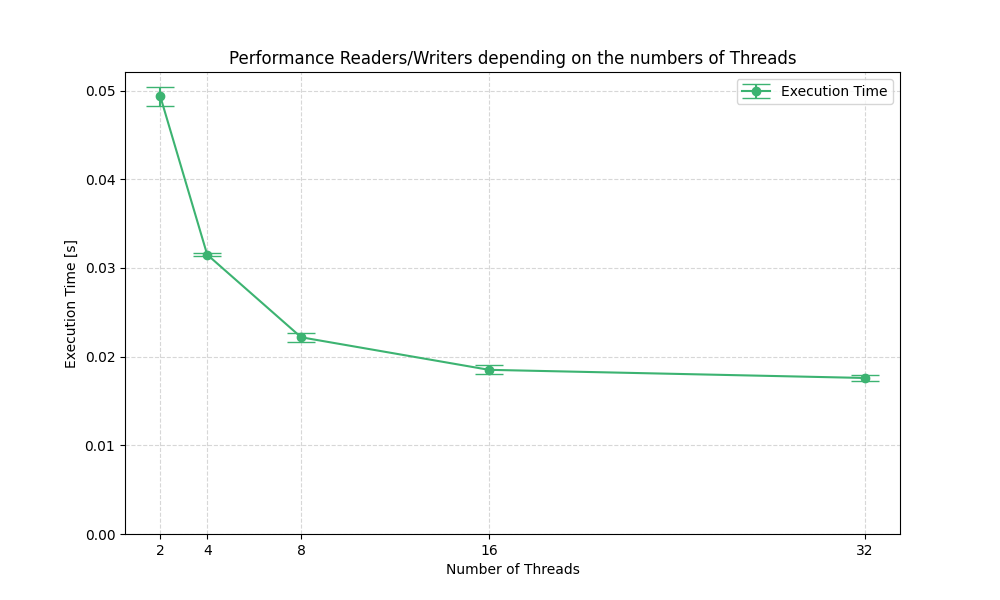 Performance Readers/Writers depending on the numbers of Threads
Execution Time
0.05
0.04
0.03
0.02
0.01
0.00
Execution Time [s]
2 4 8 16 32
Number of Threads